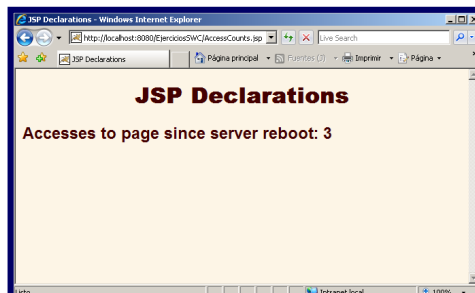 JSP Declarations - Windows Internet Explorer
http://localhost:8080/EjerciciosSWC/AccessCounts.jsp Live Search
JSP Declarations Página principal Fuentes (J) Imprimir Página
JSP Declarations
Accesses to page since server reboot: 3
Listo Intranet local 100%